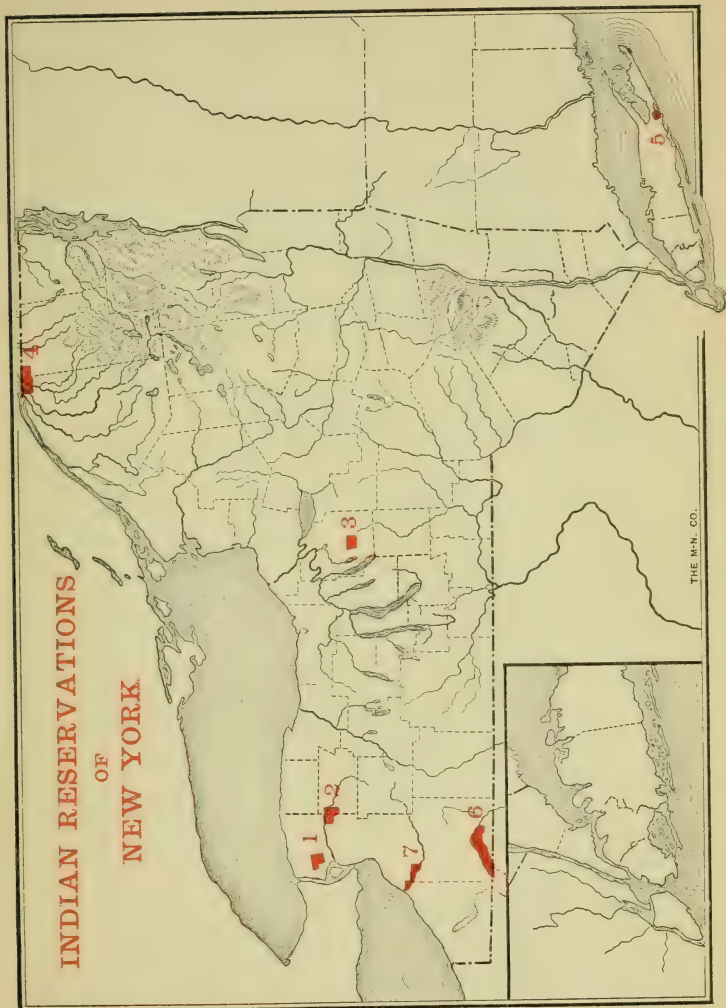 INDIAN RESERVATIONS
OF
NEW YORK
1
2
3
4
5
6
7
THE M.-N. CO.